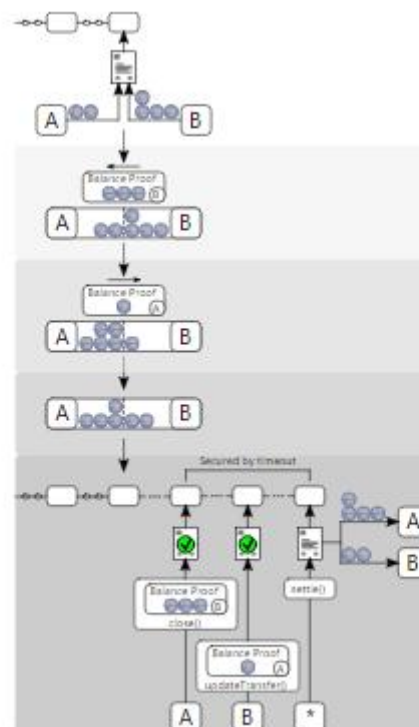 A
B
Balance Proof
B
A
B
Balance Proof
A
A
B
A
B
Secured by timeout
A
B
Balance Proof
B
close()
settle()
Balance Proof
A
updateTransfer()
A
B
*